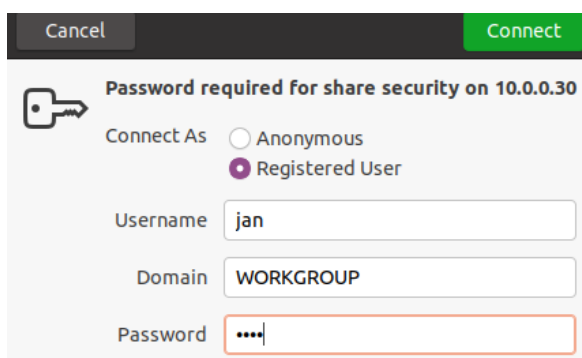 Cancel Connect
Password required for share security on 10.0.0.30
Connect As Anonymous
Registered User
Username jan
Domain WORKGROUP
Password ••••